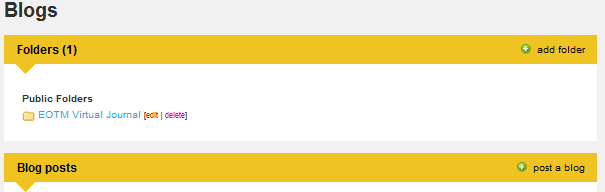 Blogs
Folders (1) add folder
Public Folders
EOTM Virtual Journal [edit | delete]
Blog posts post a blog